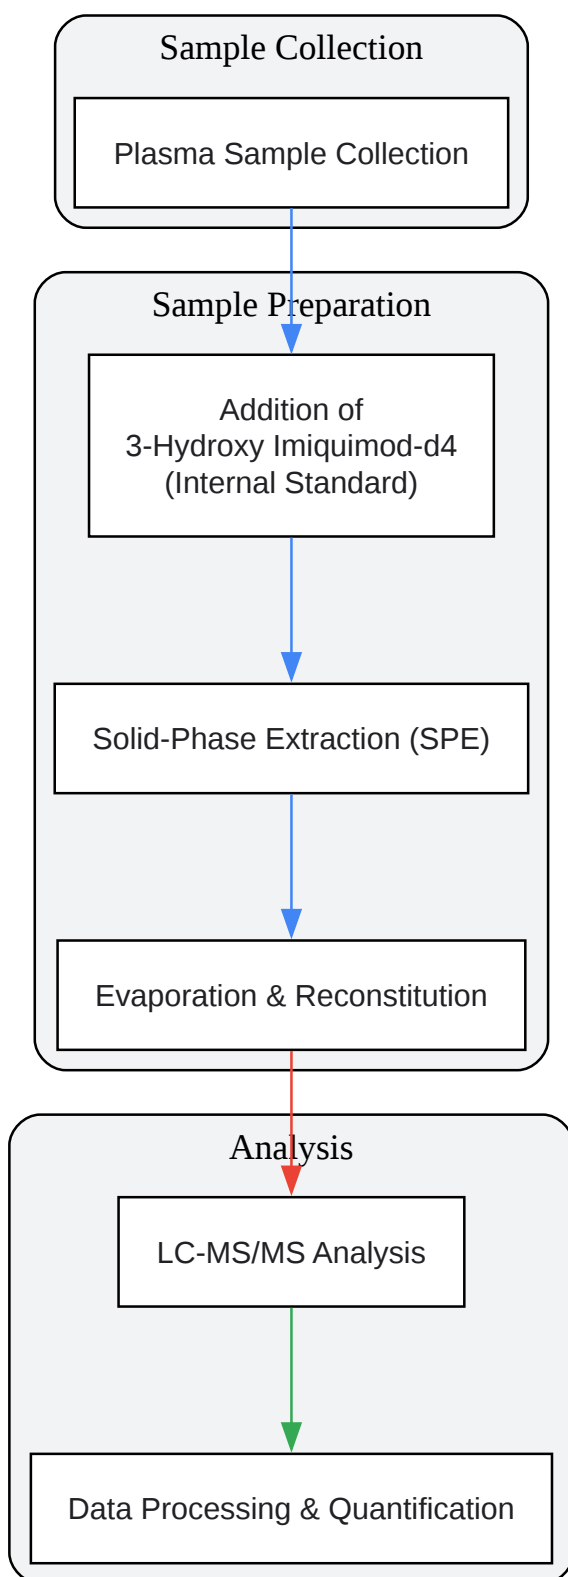 Sample Collection
Plasma Sample Collection
Sample Preparation
Addition of
3-Hydroxy Imiquimod-d4
(Internal Standard)
Solid-Phase Extraction (SPE)
Evaporation & Reconstitution
Analysis
LC-MS/MS Analysis
Data Processing & Quantification